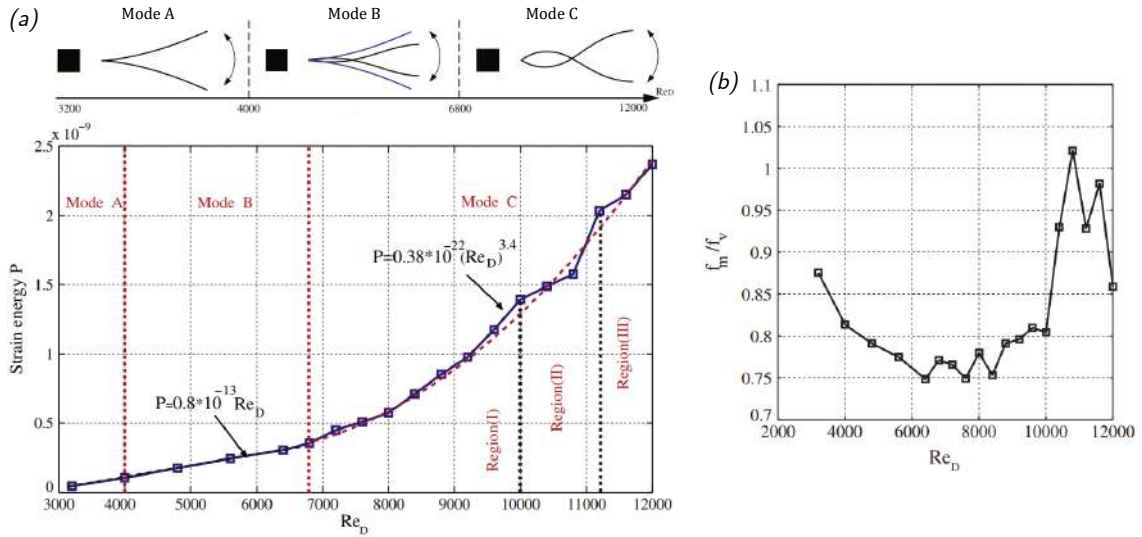 (a)
Mode A
Mode B
Mode C
3200
4000
6800
12000
Re_D
x 10^-9
2.5
2
1.5
1
0.5
0
Strain energy P
Mode A
Mode B
Mode C
P=0.38*10^-22(Re_D)^3.4
P=0.8*10^-13Re_D
Region(I)
Region(II)
Region(III)
3000
4000
5000
6000
7000
8000
9000
10000
11000
12000
Re_D
(b)
1.1
1.05
1
0.95
0.9
0.85
0.8
0.75
0.7
f_m/f_v
2000
4000
6000
8000
10000
12000
Re_D